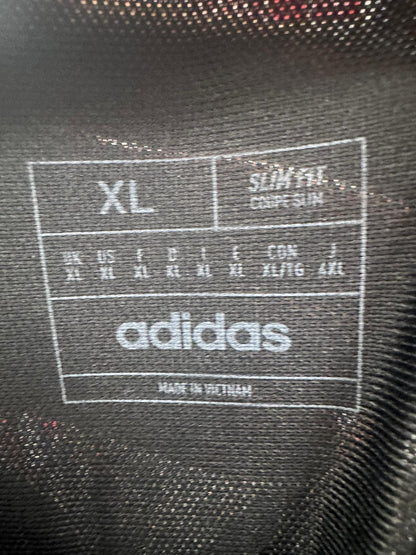 XL
SLIM FIT
COUPE SLIM
UK US F D I E CDN J
XL XL XL XL XL XL XL/TG 4XL
adidas
MADE IN VIETNAM